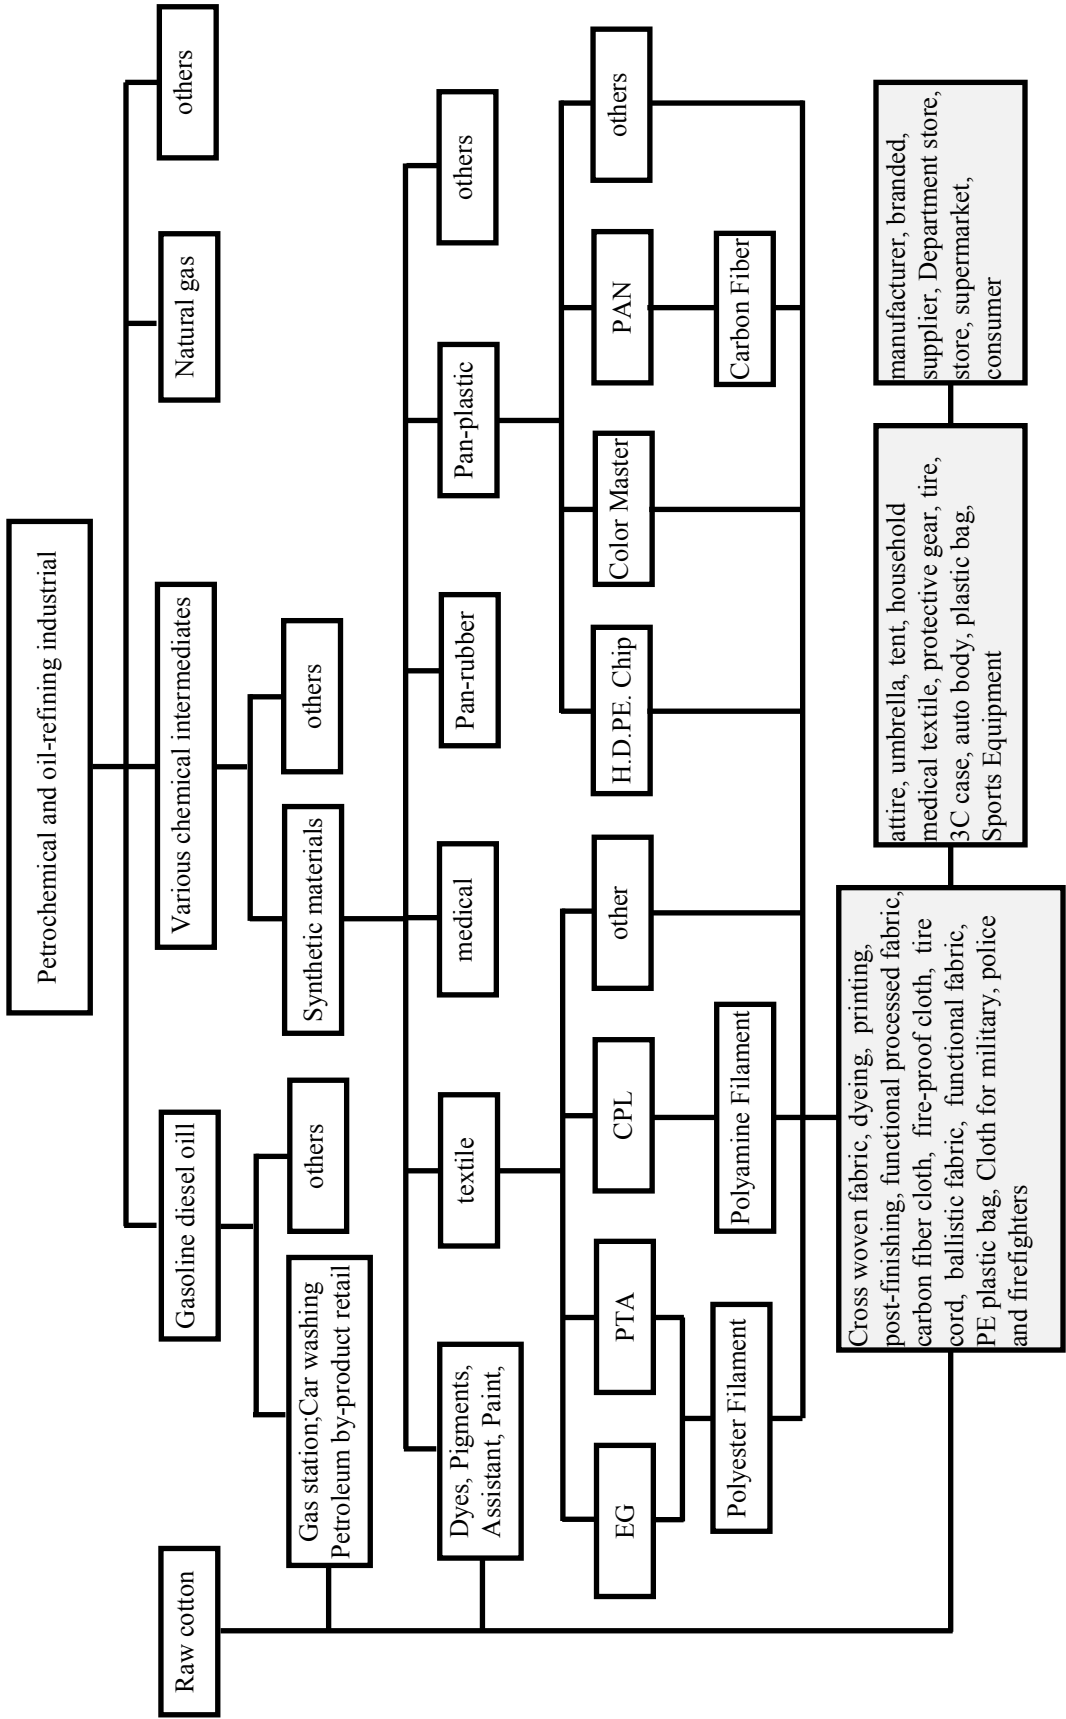 Petrochemical and oil-refining industrial
Raw cotton
Gasoline diesel oill
Various chemical intermediates
Natural gas
others
Gas station;Car washing
Petroleum by-product retail
others
Synthetic materials
others
Dyes, Pigments,
Assistant, Paint,
textile
medical
Pan-rubber
Pan-plastic
others
EG
PTA
CPL
other
H.D.PE. Chip
Color Master
PAN
others
Polyester Filament
Polyamine Filament
Carbon Fiber
Cross woven fabric, dyeing, printing,
post-finishing, functional processed fabric,
carbon fiber cloth, fire-proof cloth, tire
cord, ballistic fabric, functional fabric,
PE plastic bag, Cloth for military, police
and firefighters
attire, umbrella, tent, household
medical textile, protective gear, tire,
3C case, auto body, plastic bag,
Sports Equipment
manufacturer, branded,
supplier, Department store,
store, supermarket,
consumer